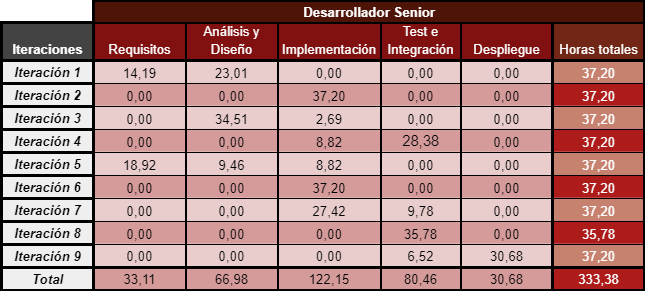 Desarrollador Senior
Iteraciones Requisitos Análisis y Diseño Implementación Test e Integración Despliegue Horas totales
Iteración 1 14,19 23,01 0,00 0,00 0,00 37,20
Iteración 2 0,00 0,00 37,20 0,00 0,00 37,20
Iteración 3 0,00 34,51 2,69 0,00 0,00 37,20
Iteración 4 0,00 0,00 8,82 28,38 0,00 37,20
Iteración 5 18,92 9,46 8,82 0,00 0,00 37,20
Iteración 6 0,00 0,00 37,20 0,00 0,00 37,20
Iteración 7 0,00 0,00 27,42 9,78 0,00 37,20
Iteración 8 0,00 0,00 0,00 35,78 0,00 35,78
Iteración 9 0,00 0,00 0,00 6,52 30,68 37,20
Total 33,11 66,98 122,15 80,46 30,68 333,38